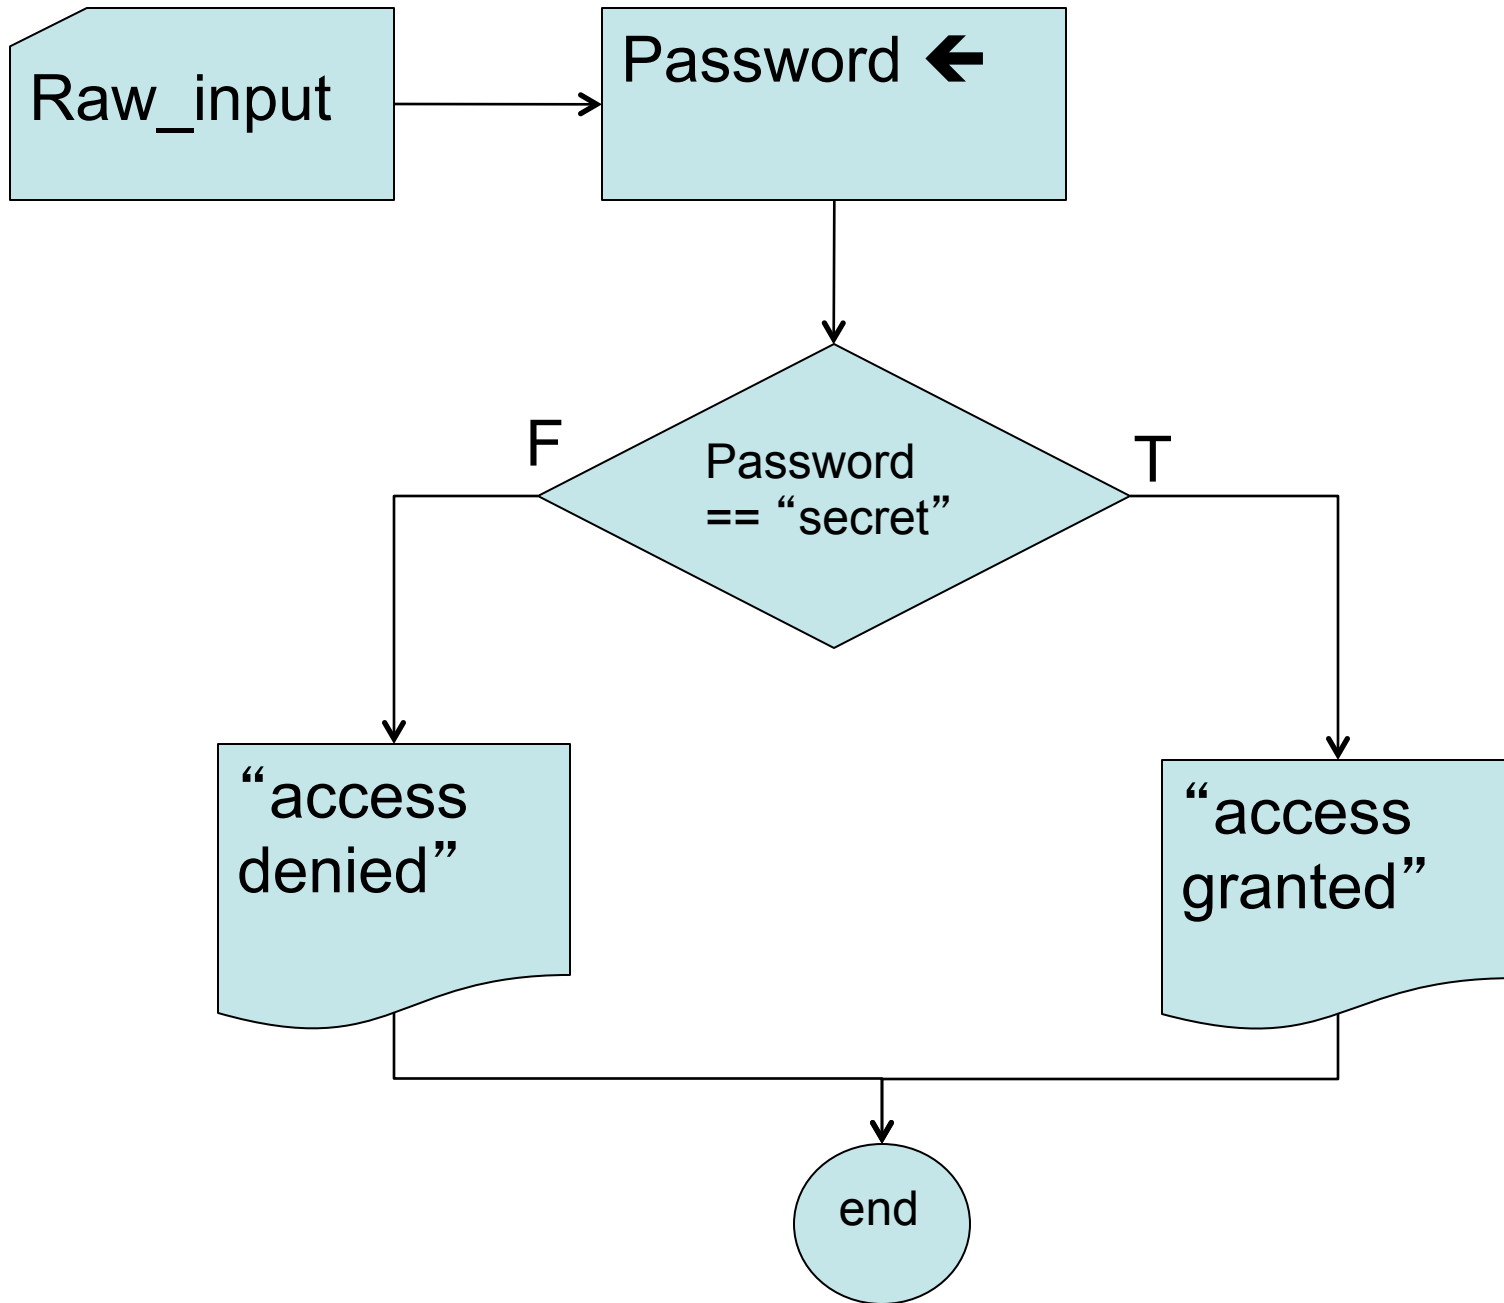 Raw_input
Password 🡰
F
T
Password
== “secret”
“access
denied”
“access
granted”
end